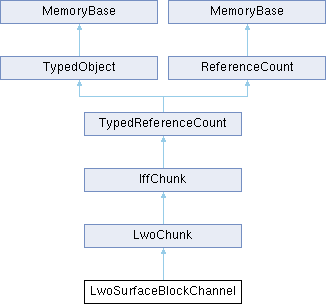 MemoryBase MemoryBase
TypedObject ReferenceCount
TypedReferenceCount
IffChunk
LwoChunk
LwoSurfaceBlockChannel